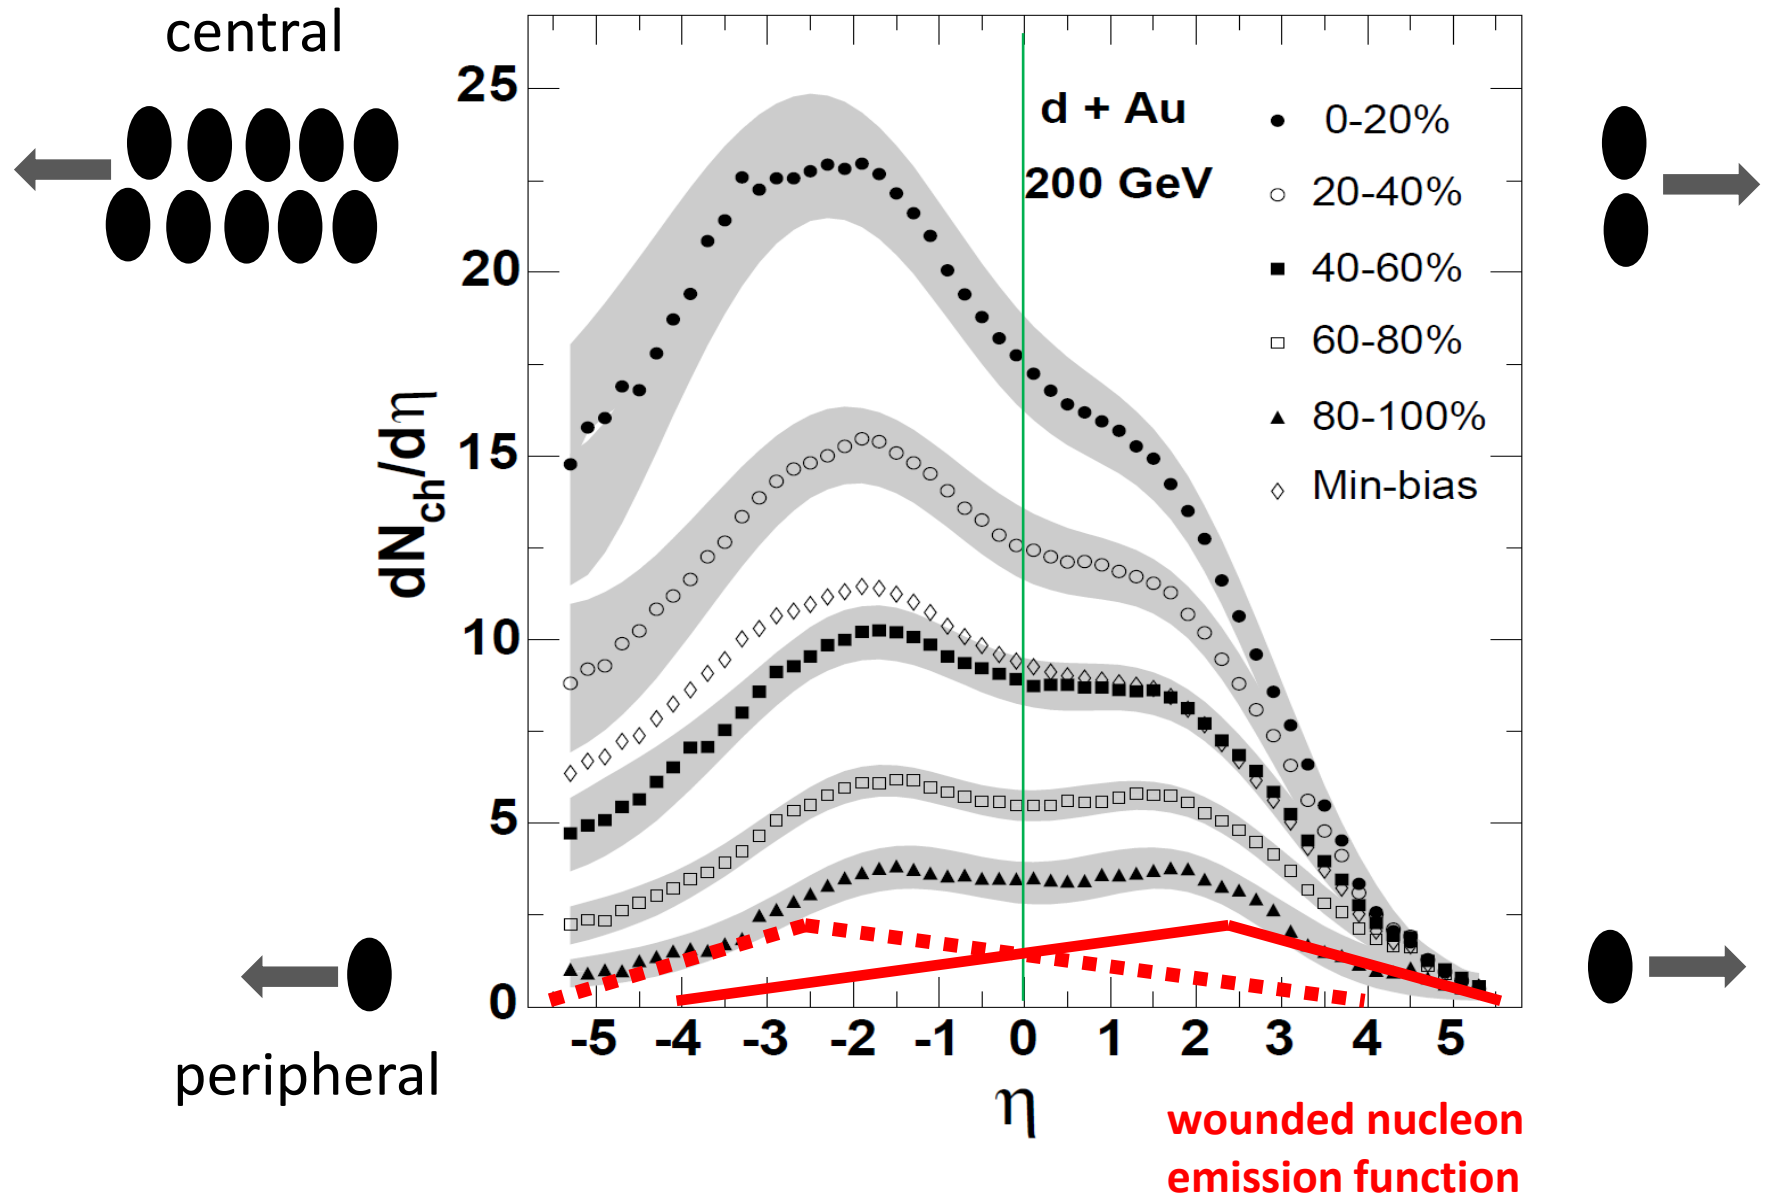 central
25
20
15
10
5
0
dN_ch/dη
d + Au
200 GeV
0-20%
20-40%
40-60%
60-80%
80-100%
Min-bias
-5 -4 -3 -2 -1 0 1 2 3 4 5
η
peripheral
wounded nucleon
emission function